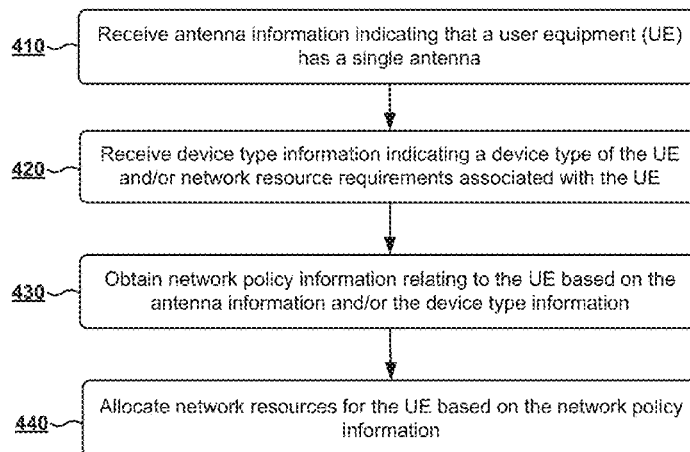 410
Receive antenna information indicating that a user equipment (UE)
has a single antenna
420
Receive device type information indicating a device type of the UE
and/or network resource requirements associated with the UE
430
Obtain network policy information relating to the UE based on the
antenna information and/or the device type information
440
Allocate network resources for the UE based on the network policy
information